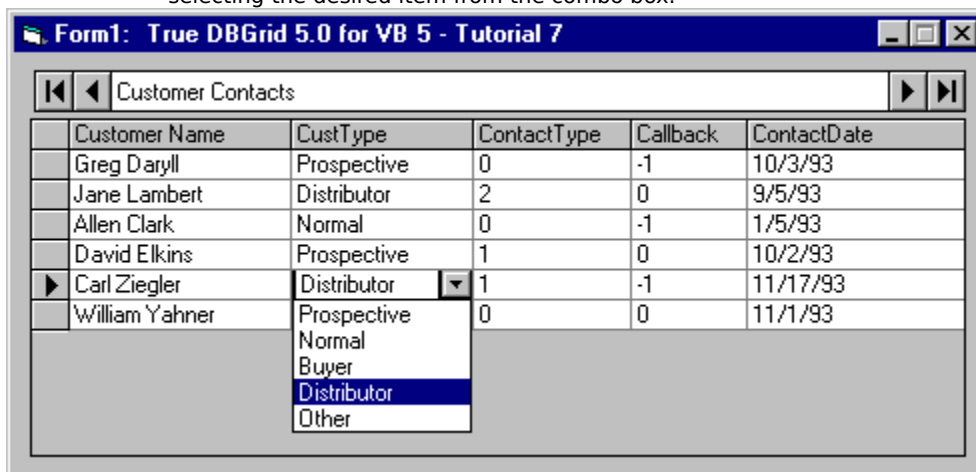 selecting the desired item from the combo box.
Form1: True DBGrid 5.0 for VB 5 - Tutorial 7
Customer Contacts
Customer Name CustType ContactType Callback ContactDate
Greg Daryll Prospective 0 -1 10/3/93
Jane Lambert Distributor 2 0 9/5/93
Allen Clark Normal 0 -1 1/5/93
David Elkins Prospective 1 0 10/2/93
Carl Ziegler Distributor 1 -1 11/17/93
William Yahner Prospective 0 0 11/1/93
Normal
Buyer
Distributor
Other